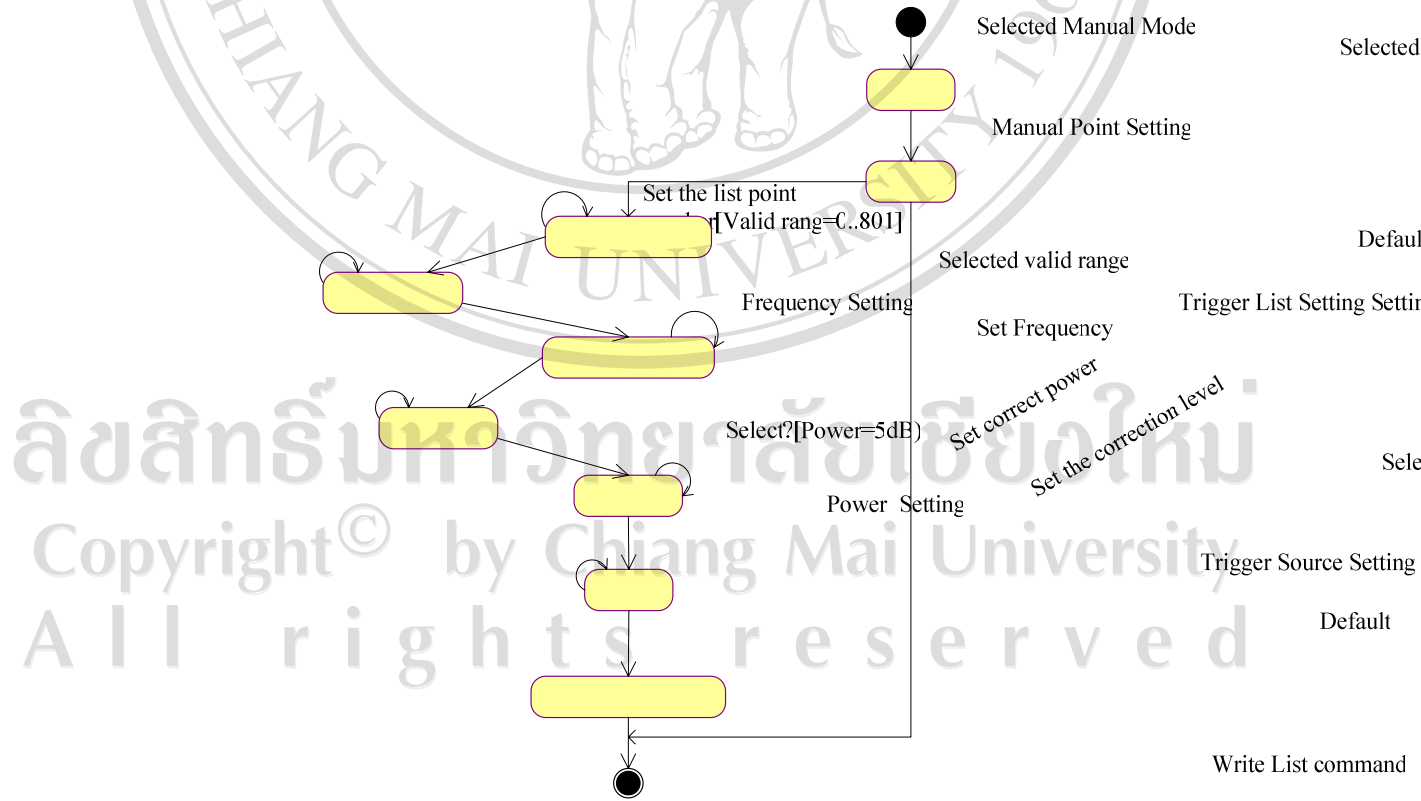 Selected Manual Mode
Selected
Manual Point Setting
Set the list point
[Valid rang=0..801]
Defaul
Selected valid range
Frequency Setting
Trigger List Setting Settin
Set Frequency
Set correct power
Set the correction level
Select?[Power=5dB)
Sele
Power Setting
Trigger Source Setting
Default
Write List command
CHIANG MAI UNIVERSITY 19
ลิขสิทธิ์มหาวิทยาลัยเชียงใหม่
Copyright© by Chiang Mai University
All rights reserved